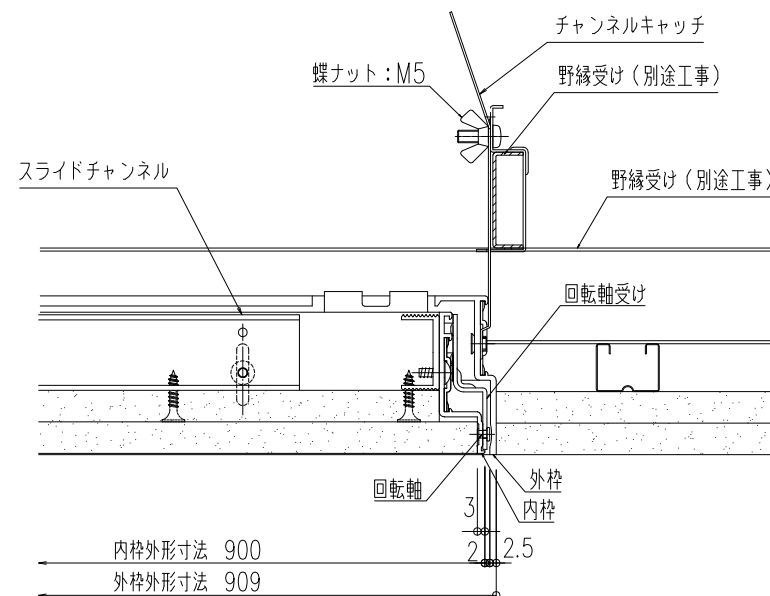 チャンネルキャッチ
蝶ナット：M5
野縁受け（別途工事）
スライドチャンネル
野縁受け（別途工事）
回転軸受け
回転軸
外枠
内枠
3
2
2.5
内枠外形寸法 900
外枠外形寸法 909